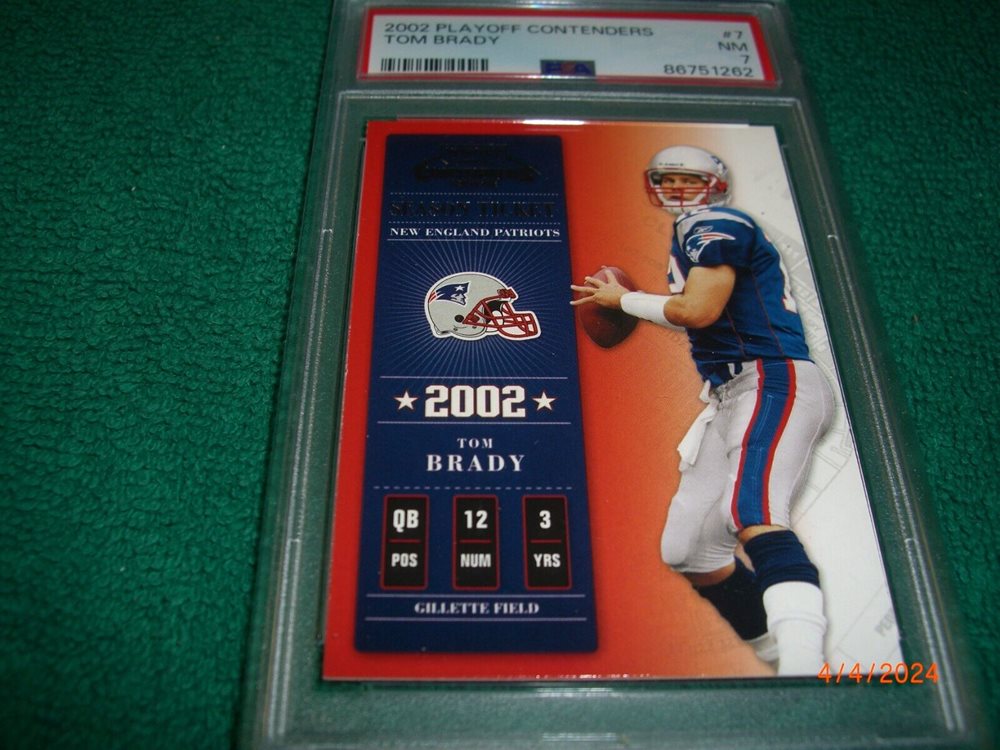 2002 PLAYOFF CONTENDERS #7
TOM BRADY NM
7
PSA 86751262
SEASON TICKET
NEW ENGLAND PATRIOTS
2002
TOM
BRADY
QB 12 3
POS NUM YRS
GILLETTE FIELD
4/4/2024